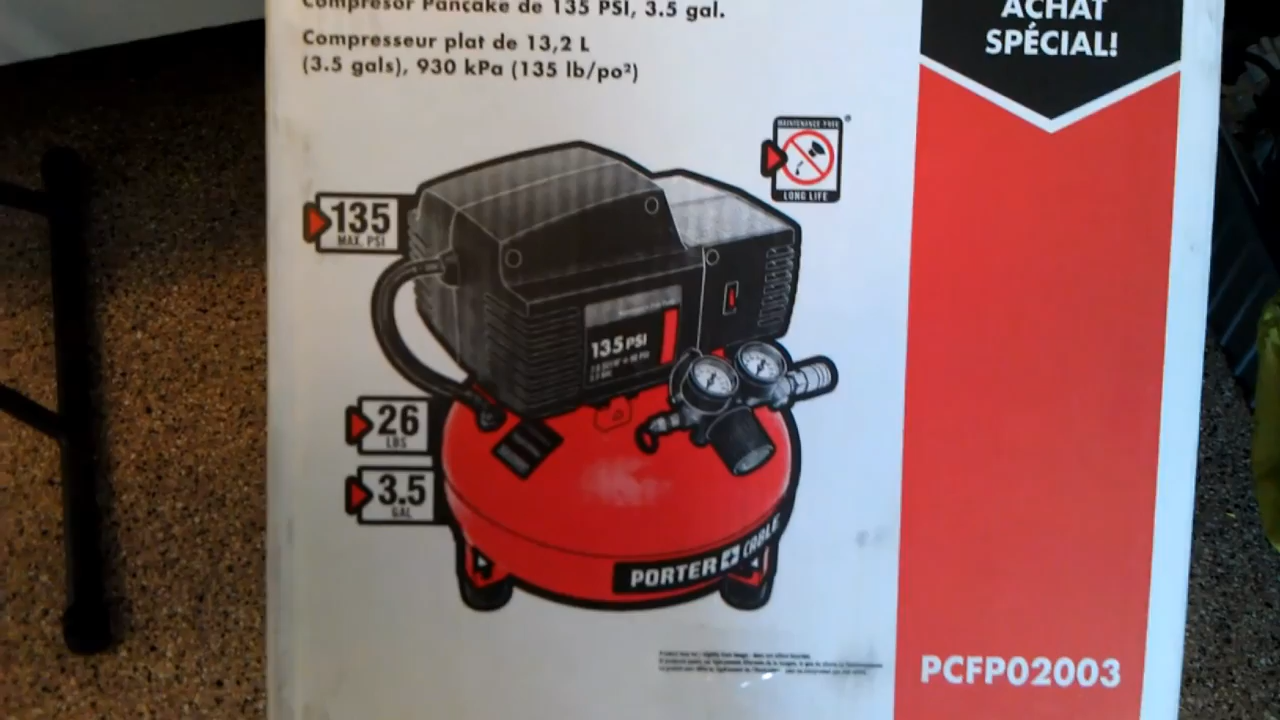 Compresor Pancake de 135 PSI, 3.5 gal.
Compresseur plat de 13,2 L
(3.5 gals), 930 kPa (135 lb/po²)
ACHAT
SPÉCIAL!
MAINTENANCE FREE
LONG LIFE
135
MAX. PSI
135 PSI
26
LBS
3.5
GAL
PORTER CABLE
PCFP02003